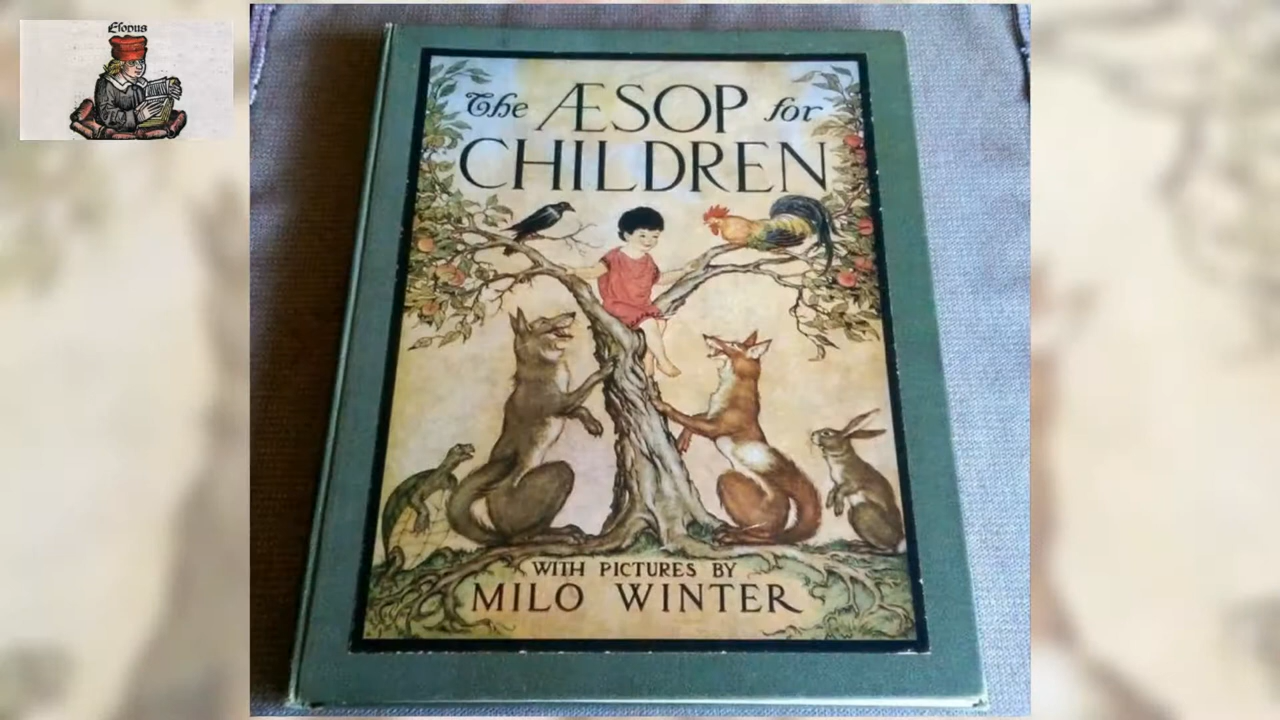 Esopus
The ÆSOP for
CHILDREN
WITH PICTURES BY
MILO WINTER